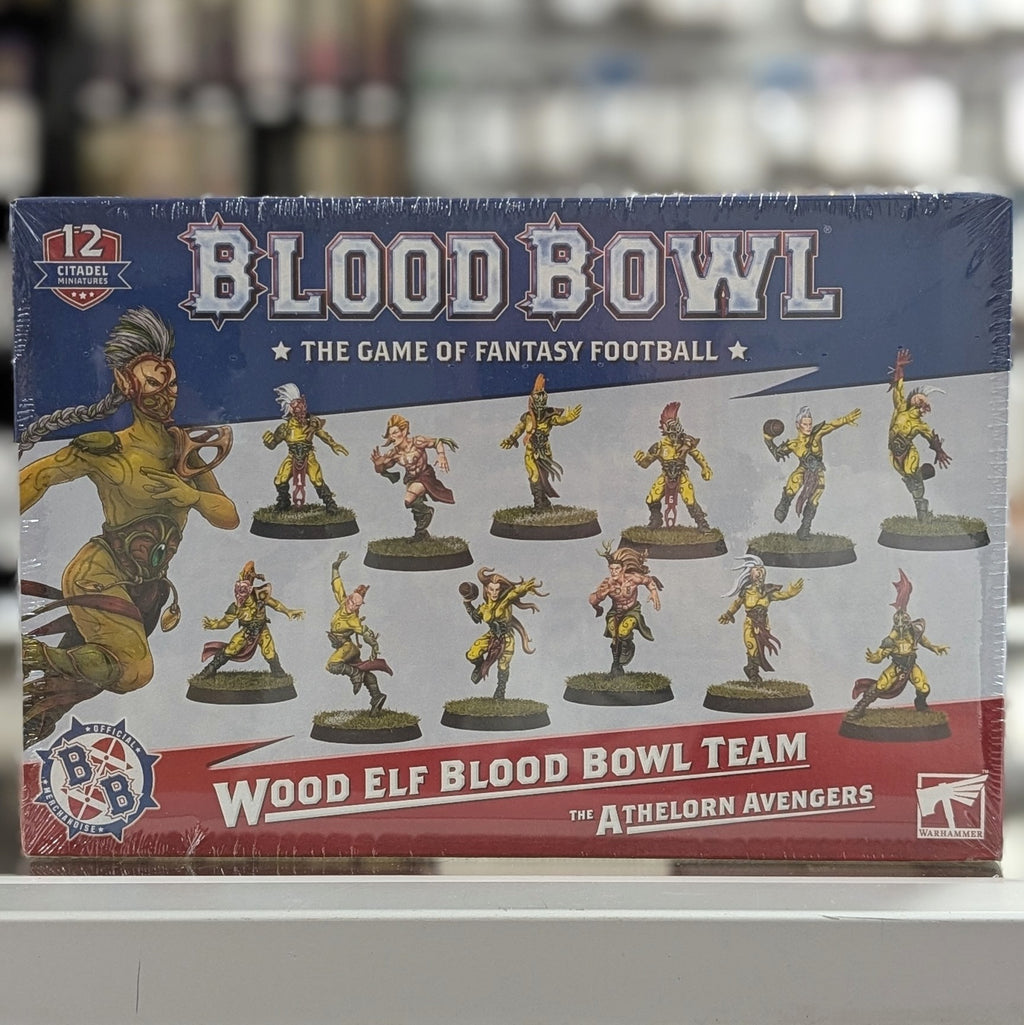 12
CITADEL
MINIATURES
BLOOD BOWL®
THE GAME OF FANTASY FOOTBALL
OFFICIAL
BB
MERCHANDISE
WOOD ELF BLOOD BOWL TEAM
THE ATHELORN AVENGERS
WARHAMMER